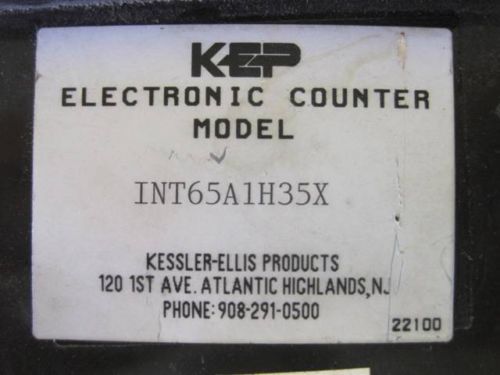 KEP
ELECTRONIC COUNTER
MODEL
INT65A1H35X
KESSLER-ELLIS PRODUCTS
120 1ST AVE. ATLANTIC HIGHLANDS, NJ
PHONE: 908-291-0500
22100